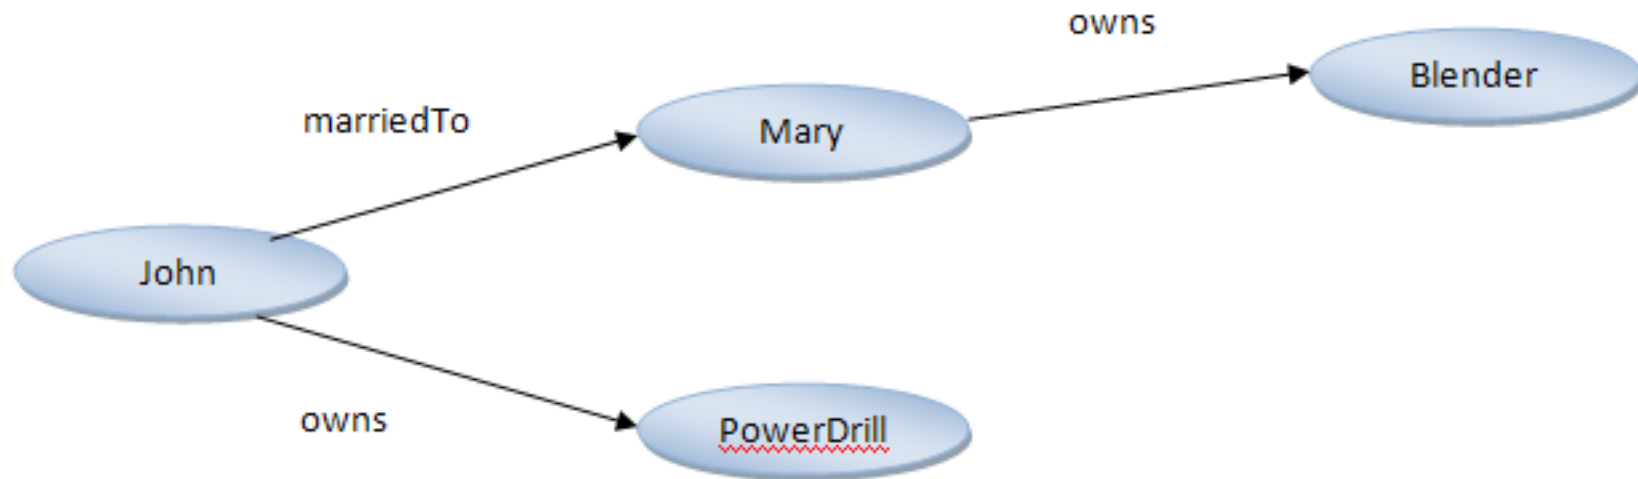 owns
Blender
marriedTo
Mary
John
owns
PowerDrill